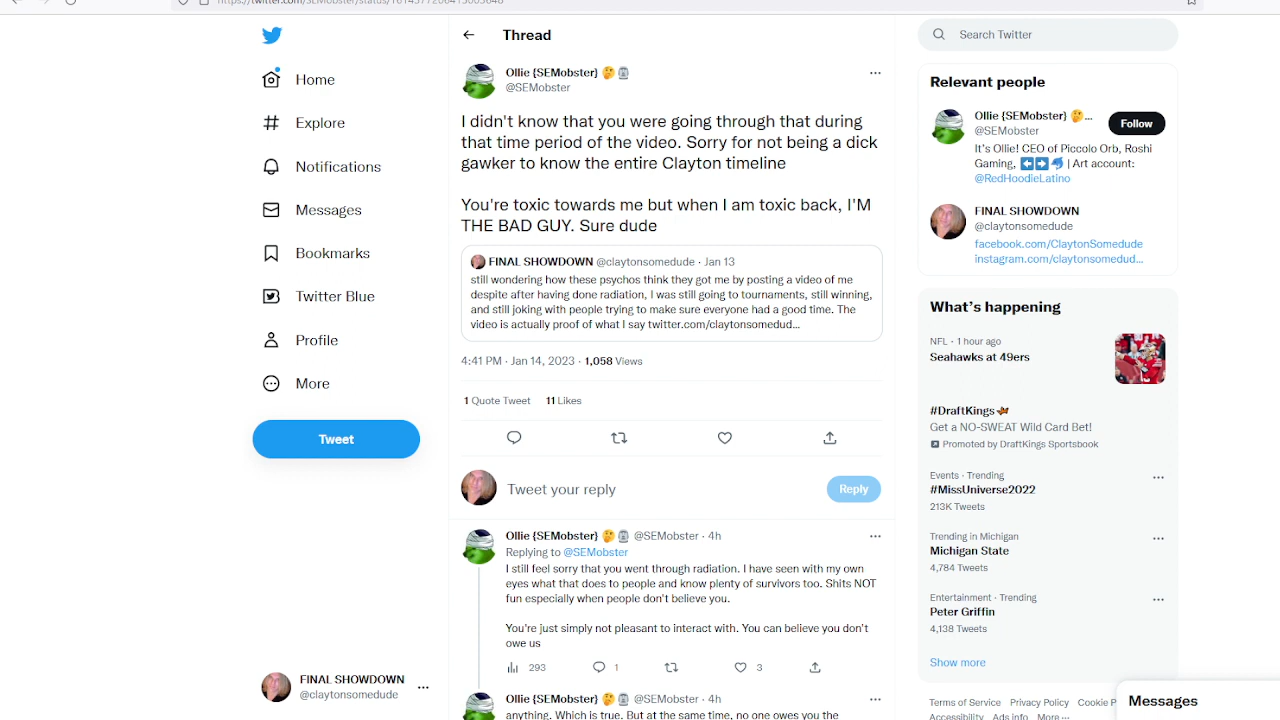 Thread
Search Twitter
Home
Explore
Notifications
Messages
Bookmarks
Twitter Blue
Profile
More
Tweet
FINAL SHOWDOWN
@claytonsomedude
Ollie {SEMobster} 🤔🗿
@SEMobster
I didn't know that you were going through that during
that time period of the video. Sorry for not being a dick
gawker to know the entire Clayton timeline
You're toxic towards me but when I am toxic back, I'M
THE BAD GUY. Sure dude
FINAL SHOWDOWN @claytonsomedude · Jan 13
still wondering how these psychos think they got me by posting a video of me
despite after having done radiation, I was still going to tournaments, still winning,
and still joking with people trying to make sure everyone had a good time. The
video is actually proof of what I say twitter.com/claytonsomedud...
4:41 PM · Jan 14, 2023 · 1,058 Views
1 Quote Tweet 11 Likes
Tweet your reply
Reply
Ollie {SEMobster} 🤔🗿 @SEMobster · 4h
Replying to @SEMobster
I still feel sorry that you went through radiation. I have seen with my own
eyes what that does to people and know plenty of survivors too. Shits NOT
fun especially when people don't believe you.
You're just simply not pleasant to interact with. You can believe you don't
owe us
293 1 3
Ollie {SEMobster} 🤔🗿 @SEMobster · 4h
anything. Which is true. But at the same time, no one owes you the
Relevant people
Ollie {SEMobster} 🤔...
@SEMobster
Follow
It's Ollie! CEO of Piccolo Orb, Roshi
Gaming, ⬅️➡️🐬 | Art account:
@RedHoodieLatino
FINAL SHOWDOWN
@claytonsomedude
facebook.com/ClaytonSomedude
instagram.com/claytonsomedud...
What's happening
NFL · 1 hour ago
Seahawks at 49ers
#DraftKings
Get a NO-SWEAT Wild Card Bet!
Promoted by DraftKings Sportsbook
Events · Trending
#MissUniverse2022
213K Tweets
Trending in Michigan
Michigan State
4,784 Tweets
Entertainment · Trending
Peter Griffin
4,138 Tweets
Show more
Terms of Service Privacy Policy Cookie P
Accessibility Ads info More ...
Messages